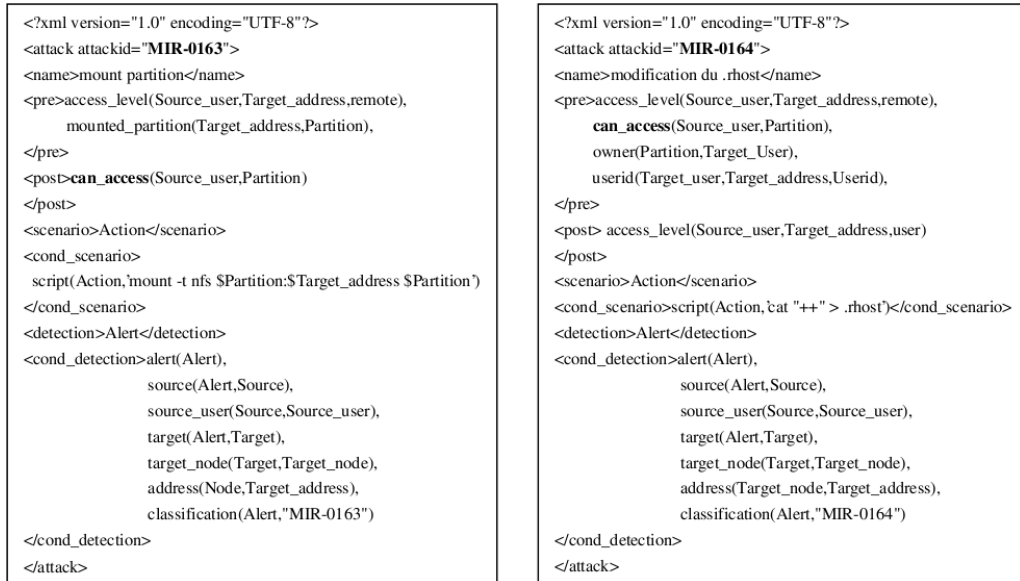 <?xml version="1.0" encoding="UTF-8"?>
<attack attackid="MIR-0163">
<name>mount partition</name>
<pre>access_level(Source_user,Target_address,remote),
mounted_partition(Target_address,Partition),
</pre>
<post>can_access(Source_user,Partition)
</post>
<scenario>Action</scenario>
<cond_scenario>
script(Action,'mount -t nfs $Partition:$Target_address $Partition')
</cond_scenario>
<detection>Alert</detection>
<cond_detection>alert(Alert),
source(Alert,Source),
source_user(Source,Source_user),
target(Alert,Target),
target_node(Target,Target_node),
address(Node,Target_address),
classification(Alert,"MIR-0163")
</cond_detection>
</attack>
<?xml version="1.0" encoding="UTF-8"?>
<attack attackid="MIR-0164">
<name>modification du .rhost</name>
<pre>access_level(Source_user,Target_address,remote),
can_access(Source_user,Partition),
owner(Partition,Target_User),
userid(Target_user,Target_address,Userid),
</pre>
<post> access_level(Source_user,Target_address,user)
</post>
<scenario>Action</scenario>
<cond_scenario>script(Action,'cat "++" > .rhost')</cond_scenario>
<detection>Alert</detection>
<cond_detection>alert(Alert),
source(Alert,Source),
source_user(Source,Source_user),
target(Alert,Target),
target_node(Target,Target_node),
address(Target_node,Target_address),
classification(Alert,"MIR-0164")
</cond_detection>
</attack>